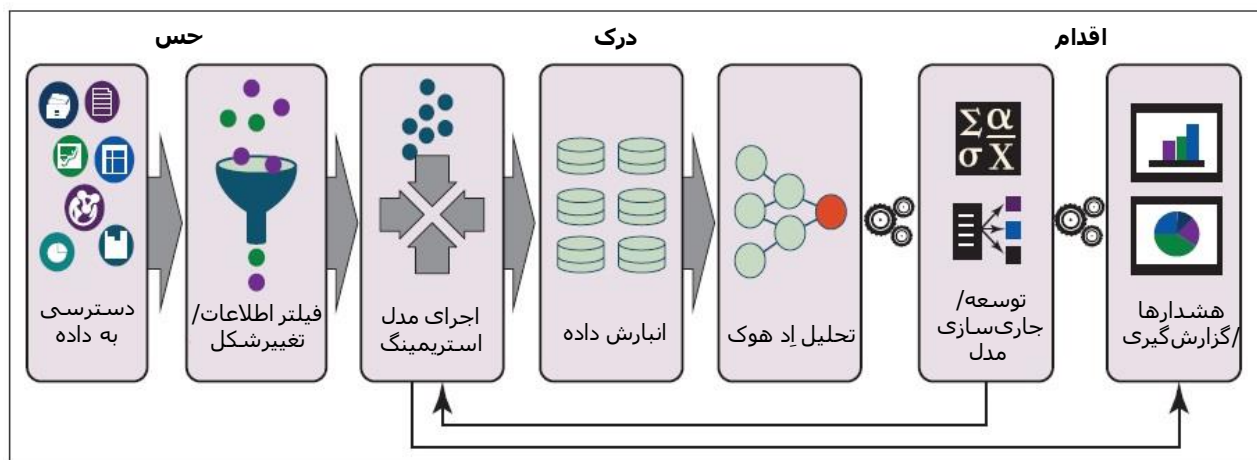 حس
درک
اقدام
دسترسی
به داده
فیلتر اطلاعات/
تغییرشکل
اجرای مدل
استریمینگ
انبارش داده
تحلیل اِد هوک
Σ α
σ X
توسعه/
جاری‌سازی
مدل
هشدارها
/گزارش‌گیری